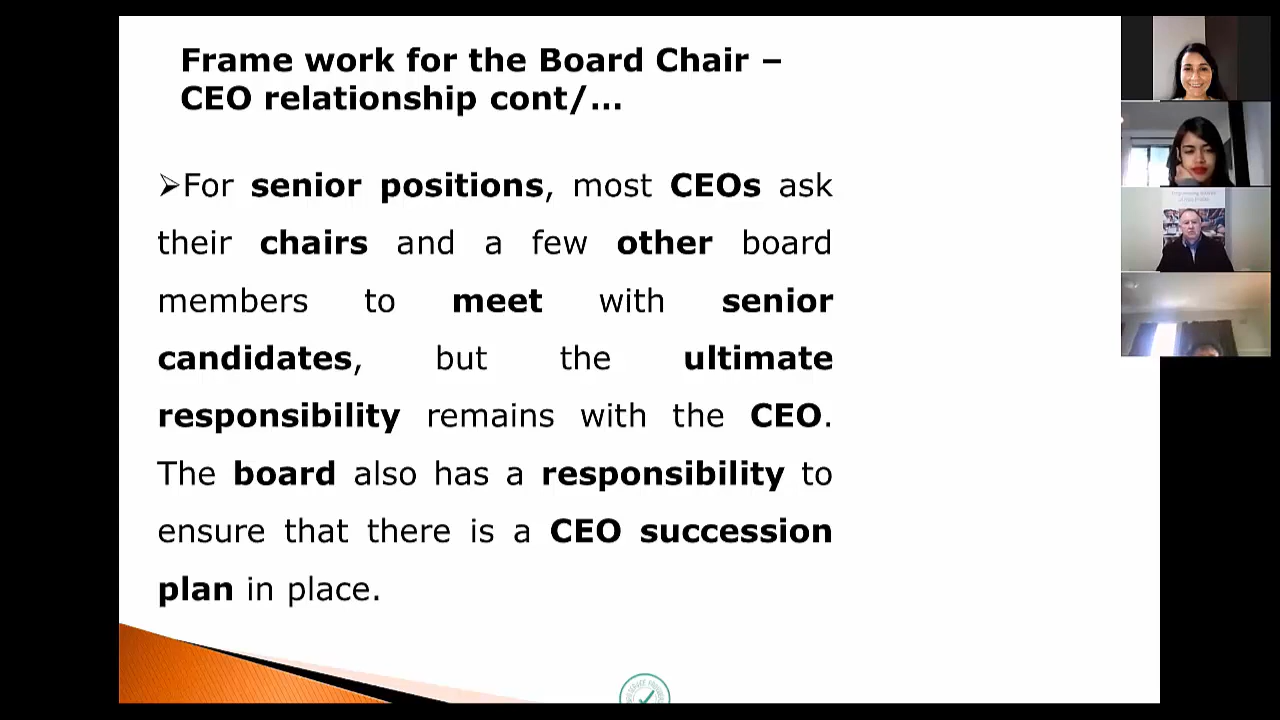 Frame work for the Board Chair –
CEO relationship cont/...
➢For senior positions, most CEOs ask
their chairs and a few other board
members to meet with senior
candidates, but the ultimate
responsibility remains with the CEO.
The board also has a responsibility to
ensure that there is a CEO succession
plan in place.